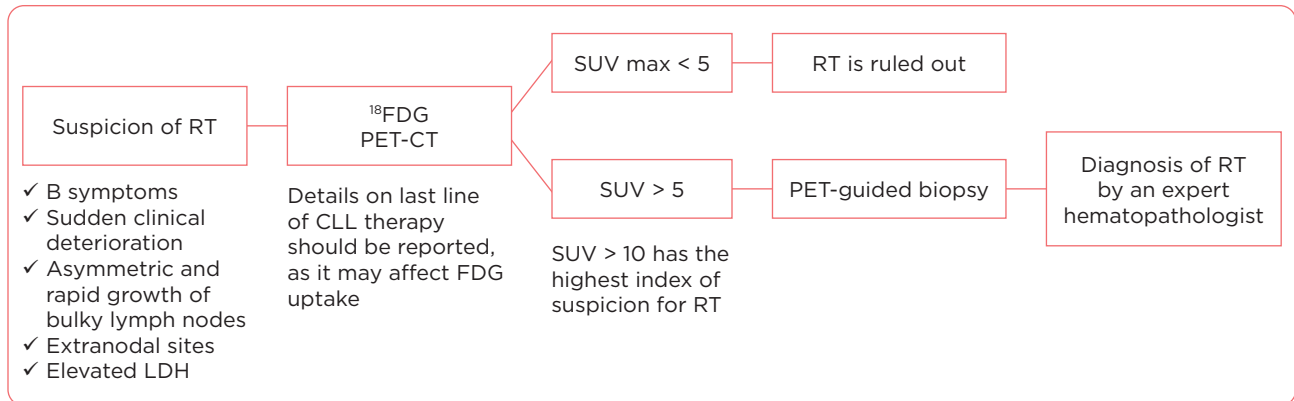 Suspicion of RT
✓ B symptoms
✓ Sudden clinical
deterioration
✓ Asymmetric and
rapid growth of
bulky lymph nodes
✓ Extranodal sites
✓ Elevated LDH
¹⁸FDG
PET-CT
Details on last line
of CLL therapy
should be reported,
as it may affect FDG
uptake
SUV max < 5
RT is ruled out
SUV > 5
SUV > 10 has the
highest index of
suspicion for RT
PET-guided biopsy
Diagnosis of RT
by an expert
hematopathologist